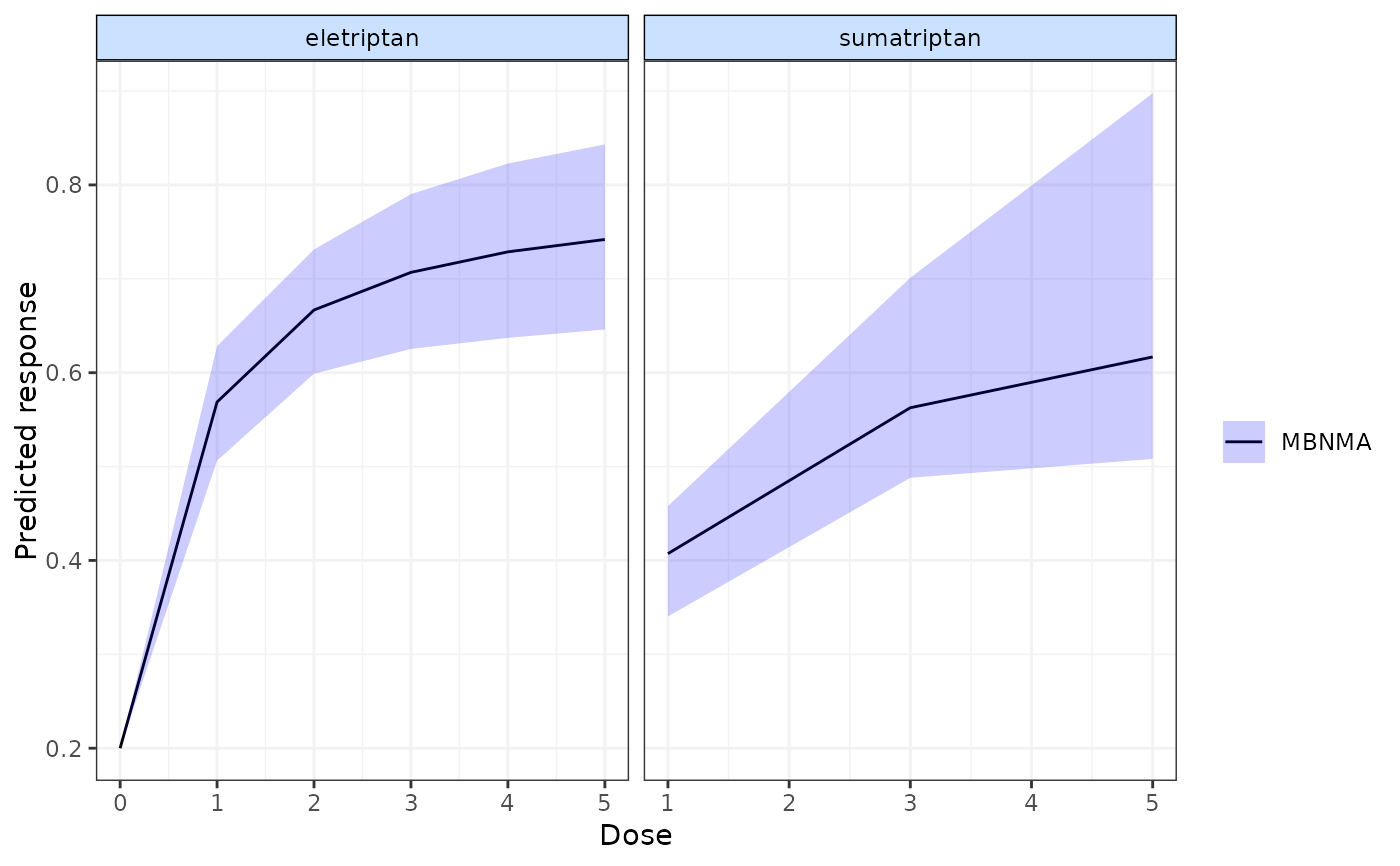 eletriptan
sumatriptan
Predicted response
0.8
0.6
0.4
0.2
0 1 2 3 4 5
1 2 3 4 5
Dose
MBNMA